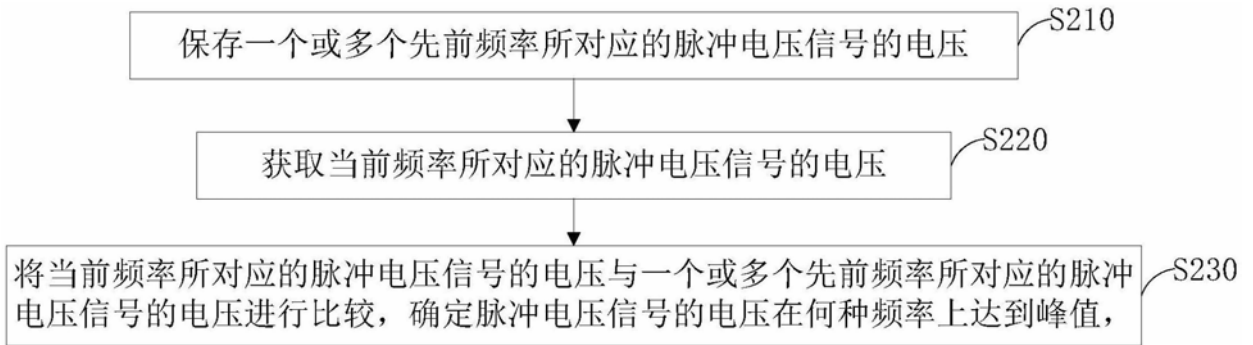 保存一个或多个先前频率所对应的脉冲电压信号的电压
S210
获取当前频率所对应的脉冲电压信号的电压
S220
将当前频率所对应的脉冲电压信号的电压与一个或多个先前频率所对应的脉冲
电压信号的电压进行比较，确定脉冲电压信号的电压在何种频率上达到峰值，
S230